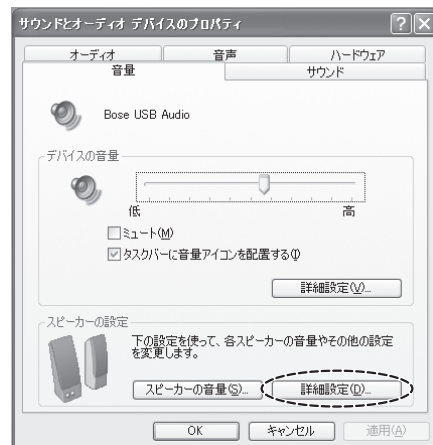 サウンドとオーディオ デバイスのプロパティ
オーディオ 音声 ハードウェア
音量 サウンド
Bose USB Audio
デバイスの音量
低 高
ミュート(M)
タスクバーに音量アイコンを配置する(I)
詳細設定(V)...
スピーカーの設定
下の設定を使って、各スピーカーの音量やその他の設定
を変更します。
スピーカーの音量(S)... 詳細設定(D)...
OK キャンセル 適用(A)